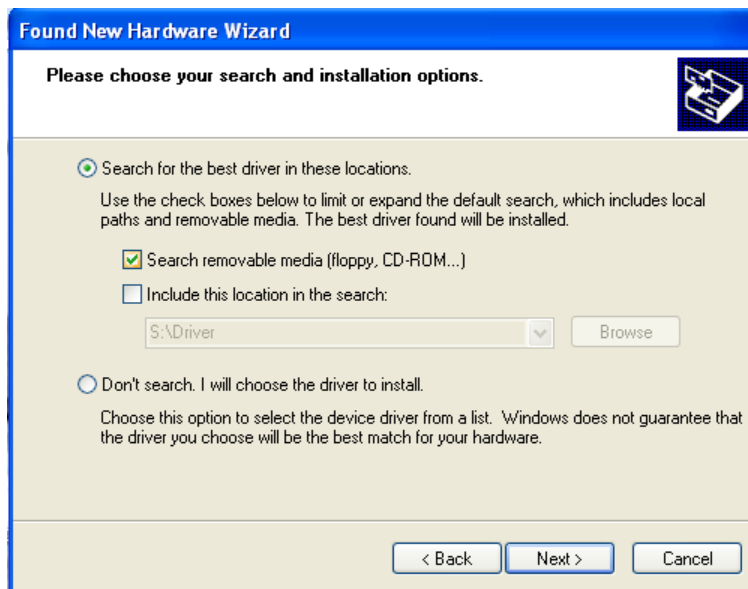 Found New Hardware Wizard
Please choose your search and installation options.
Search for the best driver in these locations.
Use the check boxes below to limit or expand the default search, which includes local
paths and removable media. The best driver found will be installed.
Search removable media (floppy, CD-ROM...)
Include this location in the search:
S:\Driver
Browse
Don't search. I will choose the driver to install.
Choose this option to select the device driver from a list. Windows does not guarantee that
the driver you choose will be the best match for your hardware.
< Back
Next >
Cancel